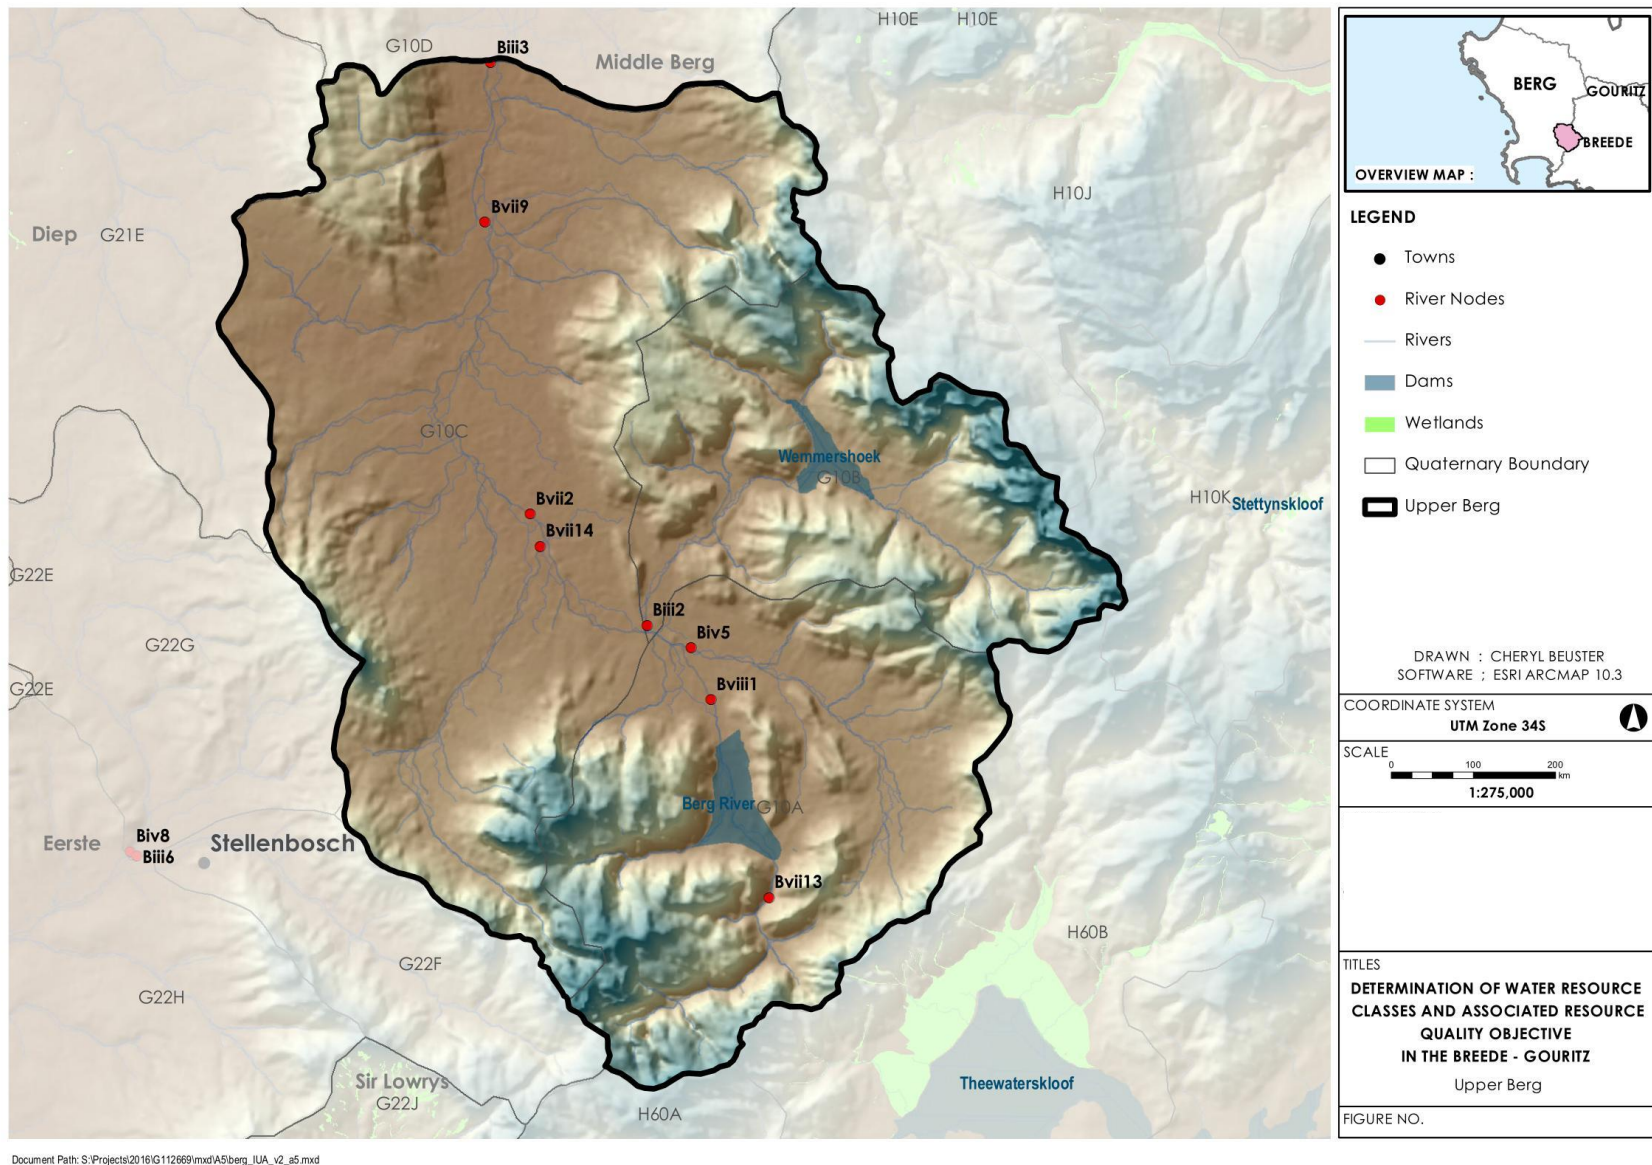 H10E
H10E
G10D
Biii3
Middle Berg
Bvii9
H10J
Diep
G21E
G10C
Wemmershoek
G10B
Bvii2
H10K
Stettynskloof
Bvii14
G22E
Biii2
Biv5
G22G
G22E
Bviii1
Berg River
G10A
Biv8
Eerste
Stellenbosch
Biii6
Bvii13
H60B
G22F
G22H
Sir Lowrys
Theewaterskloof
G22J
H60A
BERG
GOURITZ
BREEDE
OVERVIEW MAP :
LEGEND
Towns
River Nodes
Rivers
Dams
Wetlands
Quaternary Boundary
Upper Berg
DRAWN : CHERYL BEUSTER
SOFTWARE ; ESRI ARCMAP 10.3
COORDINATE SYSTEM
UTM Zone 34S
SCALE
0 100 200
km
1:275,000
TITLES
DETERMINATION OF WATER RESOURCE
CLASSES AND ASSOCIATED RESOURCE
QUALITY OBJECTIVE
IN THE BREEDE - GOURITZ
Upper Berg
FIGURE NO.
Document Path: S:\Projects\2016\G112669\mxd\A5\berg_IUA_v2_a5.mxd